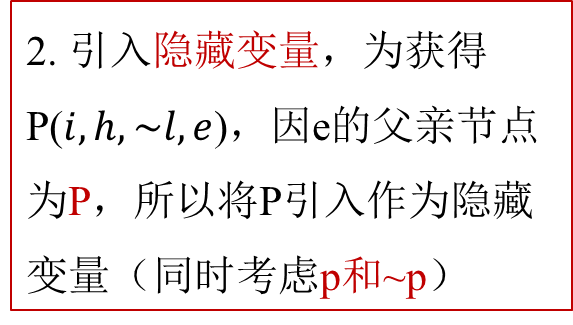 2. 引入隐藏变量，为获得
P(i, h, ~l, e)，因e的父亲节点
为P，所以将P引入作为隐藏
变量（同时考虑p和~p）